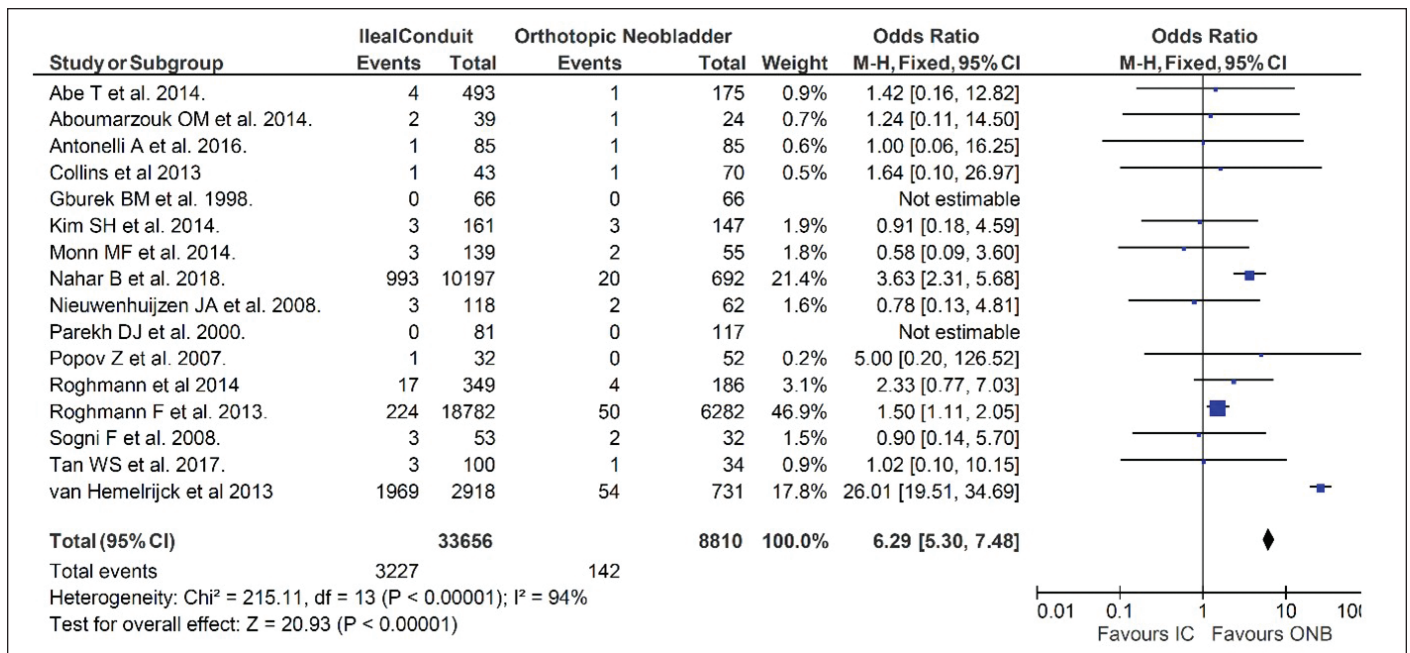 IlealConduit Orthotopic Neobladder Odds Ratio Odds Ratio
Study or Subgroup Events Total Events Total Weight M-H, Fixed, 95% CI M-H, Fixed, 95% CI
Abe T et al. 2014. 4 493 1 175 0.9% 1.42 [0.16, 12.82]
Aboumarzouk OM et al. 2014. 2 39 1 24 0.7% 1.24 [0.11, 14.50]
Antonelli A et al. 2016. 1 85 1 85 0.6% 1.00 [0.06, 16.25]
Collins et al 2013 1 43 1 70 0.5% 1.64 [0.10, 26.97]
Gburek BM et al. 1998. 0 66 0 66 Not estimable
Kim SH et al. 2014. 3 161 3 147 1.9% 0.91 [0.18, 4.59]
Monn MF et al. 2014. 3 139 2 55 1.8% 0.58 [0.09, 3.60]
Nahar B et al. 2018. 993 10197 20 692 21.4% 3.63 [2.31, 5.68]
Nieuwenhuijzen JA et al. 2008. 3 118 2 62 1.6% 0.78 [0.13, 4.81]
Parekh DJ et al. 2000. 0 81 0 117 Not estimable
Popov Z et al. 2007. 1 32 0 52 0.2% 5.00 [0.20, 126.52]
Roghmann et al 2014 17 349 4 186 3.1% 2.33 [0.77, 7.03]
Roghmann F et al. 2013. 224 18782 50 6282 46.9% 1.50 [1.11, 2.05]
Sogni F et al. 2008. 3 53 2 32 1.5% 0.90 [0.14, 5.70]
Tan WS et al. 2017. 3 100 1 34 0.9% 1.02 [0.10, 10.15]
van Hemelrijck et al 2013 1969 2918 54 731 17.8% 26.01 [19.51, 34.69]
Total (95% CI) 33656 8810 100.0% 6.29 [5.30, 7.48]
Total events 3227 142
Heterogeneity: Chi² = 215.11, df = 13 (P < 0.00001); I² = 94%
Test for overall effect: Z = 20.93 (P < 0.00001)
0.01 0.1 1 10
Favours IC Favours ONB